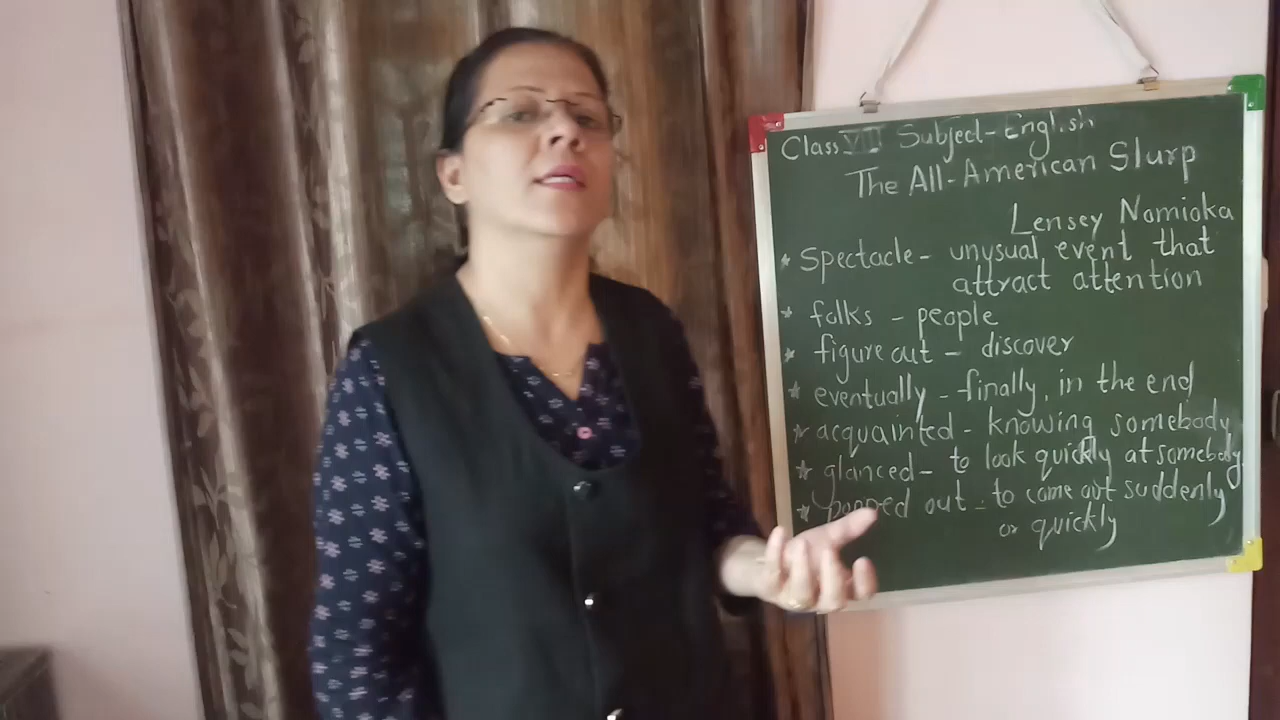 Class VII Subject-English
The All-American Slurp
Lensey Namioka
* Spectacle - unusual event that
attract attention
* folks - people
* figure out - discover
* eventually - finally, in the end
* acquainted - knowing somebody
* glanced - to look quickly at somebody
* popped out - to come out suddenly
or quickly